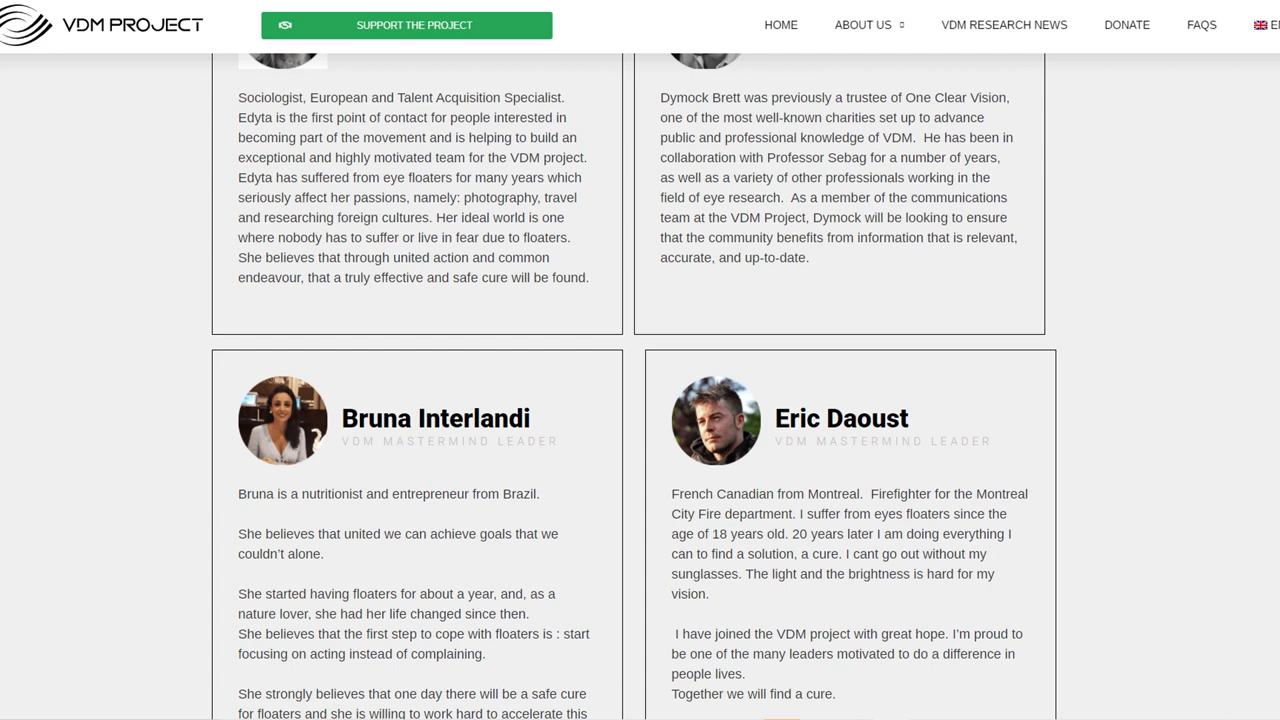 VDM PROJECT
SUPPORT THE PROJECT
HOME
ABOUT US
VDM RESEARCH NEWS
DONATE
FAQS
Sociologist, European and Talent Acquisition Specialist.
Edyta is the first point of contact for people interested in
becoming part of the movement and is helping to build an
exceptional and highly motivated team for the VDM project.
Edyta has suffered from eye floaters for many years which
seriously affect her passions, namely: photography, travel
and researching foreign cultures. Her ideal world is one
where nobody has to suffer or live in fear due to floaters.
She believes that through united action and common
endeavour, that a truly effective and safe cure will be found.
Dymock Brett was previously a trustee of One Clear Vision,
one of the most well-known charities set up to advance
public and professional knowledge of VDM.  He has been in
collaboration with Professor Sebag for a number of years,
as well as a variety of other professionals working in the
field of eye research.  As a member of the communications
team at the VDM Project, Dymock will be looking to ensure
that the community benefits from information that is relevant,
accurate, and up-to-date.
Bruna Interlandi
VDM MASTERMIND LEADER
Bruna is a nutritionist and entrepreneur from Brazil.
She believes that united we can achieve goals that we
couldn't alone.
She started having floaters for about a year, and, as a
nature lover, she had her life changed since then.
She believes that the first step to cope with floaters is : start
focusing on acting instead of complaining.
She strongly believes that one day there will be a safe cure
for floaters and she is willing to work hard to accelerate this
Eric Daoust
VDM MASTERMIND LEADER
French Canadian from Montreal.  Firefighter for the Montreal
City Fire department. I suffer from eyes floaters since the
age of 18 years old. 20 years later I am doing everything I
can to find a solution, a cure. I cant go out without my
sunglasses. The light and the brightness is hard for my
vision.
I have joined the VDM project with great hope. I'm proud to
be one of the many leaders motivated to do a difference in
people lives.
Together we will find a cure.